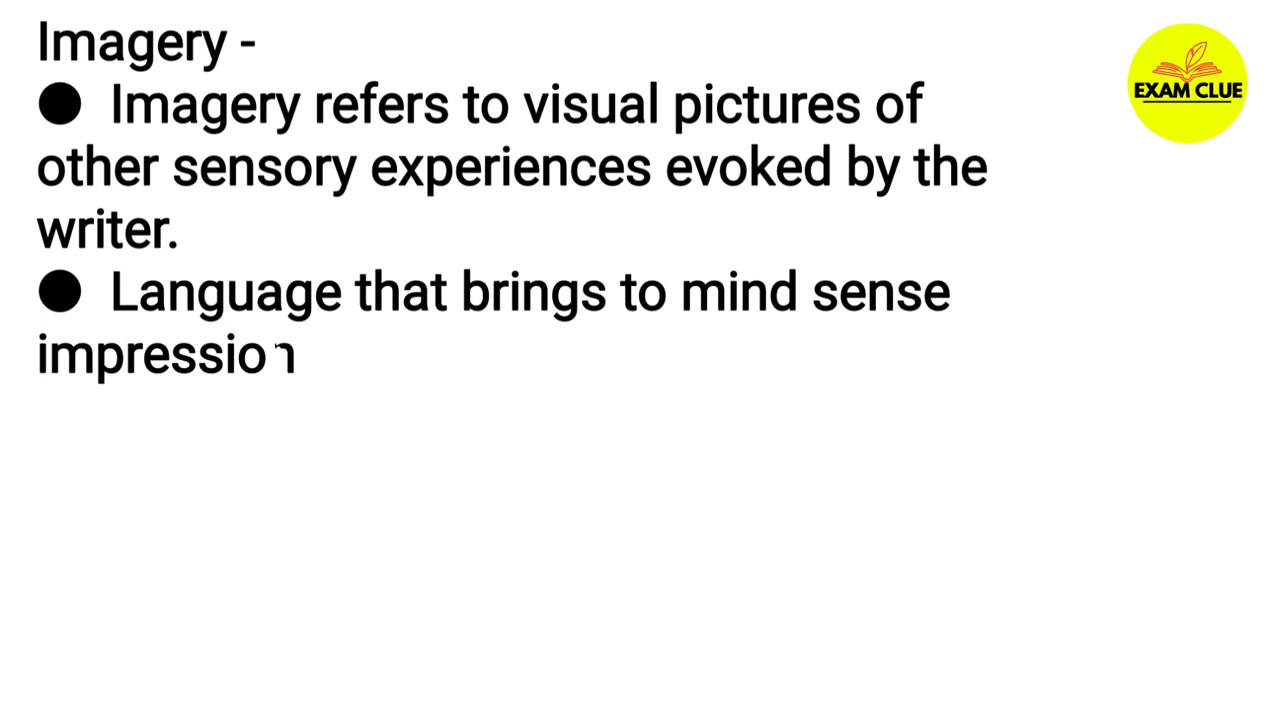 Imagery -
● Imagery refers to visual pictures of
other sensory experiences evoked by the
writer.
● Language that brings to mind sense
impression
EXAM CLUE